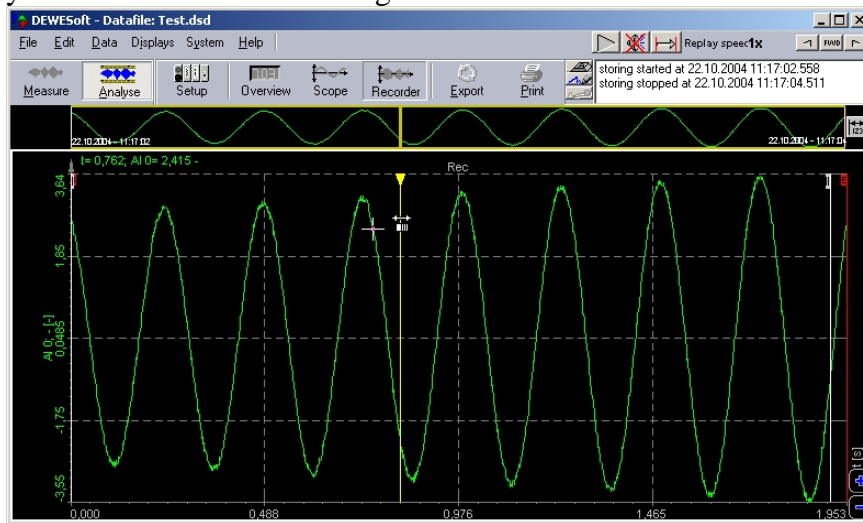 DEWESoft - Datafile: Test.dsd
File Edit Data Displays System Help
Replay speed 1x
FWD
Measure Analyse Setup Overview Scope Recorder Export Print
storing started at 22.10.2004 11:17:02.558
storing stopped at 22.10.2004 11:17:04.511
22.10.2004 - 11:17:02
22.10.2004 - 11:17:04
123
t= 0,762; AI 0= 2,415 -
Rec
3,64
1,85
AI 0; - [-]
0,0485
-1,75
-3,55
0,000 0,488 0,976 1,465 1,953
t [s]